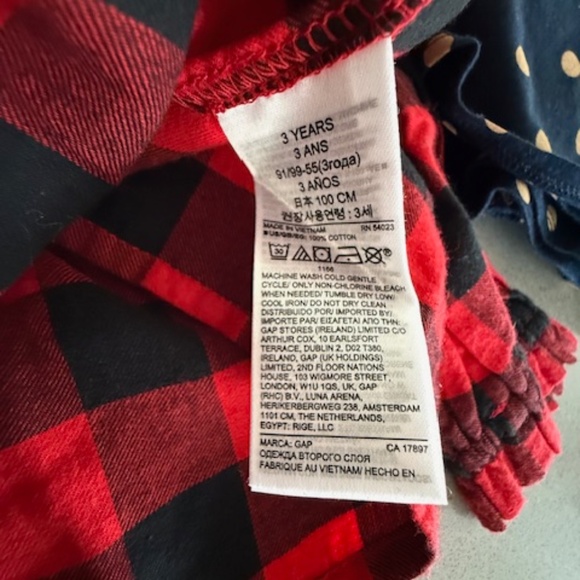 3 YEARS
3 ANS
91/99-55(3года)
3 AÑOS
日本 100 CM
권장사용연령 : 3세
MADE IN VIETNAM RN 54023
100% COTTON
30
1166
MACHINE WASH COLD GENTLE
CYCLE/ ONLY NON-CHLORINE BLEACH
WHEN NEEDED/ TUMBLE DRY LOW/
COOL IRON/ DO NOT DRY CLEAN
DISTRIBUIDO POR/ IMPORTED BY/
IMPORTE PAR/ ΕΙΣΑΓΕΤΑΙ ΑΠΟ ΤΗΝ:
GAP STORES (IRELAND) LIMITED C/O
ARTHUR COX, 10 EARLSFORT
TERRACE, DUBLIN 2, D02 T380,
IRELAND, GAP (UK HOLDINGS)
LIMITED, 2ND FLOOR NATIONS
HOUSE, 103 WIGMORE STREET,
LONDON, W1U 1QS, UK, GAP
(RHC) B.V., LUNA ARENA,
HERIKERBERGWEG 238, AMSTERDAM
1101 CM, THE NETHERLANDS,
EGYPT: RIGE, LLC
MARCA: GAP CA 17897
ОДЕЖДА ВТОРОГО СЛОЯ
FABRIQUE AU VIETNAM/ HECHO EN